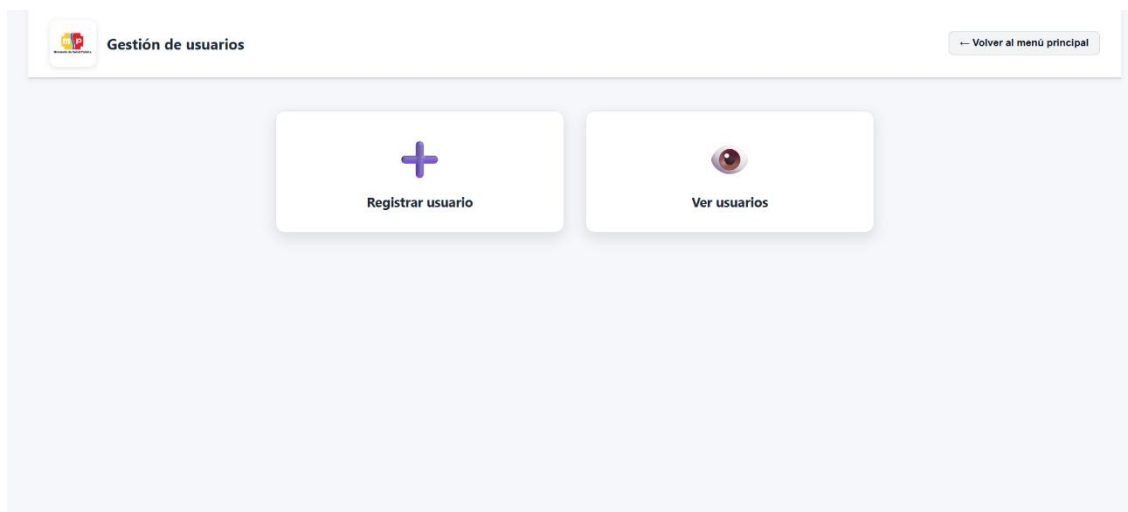 Gestión de usuarios
← Volver al menú principal
Registrar usuario
Ver usuarios